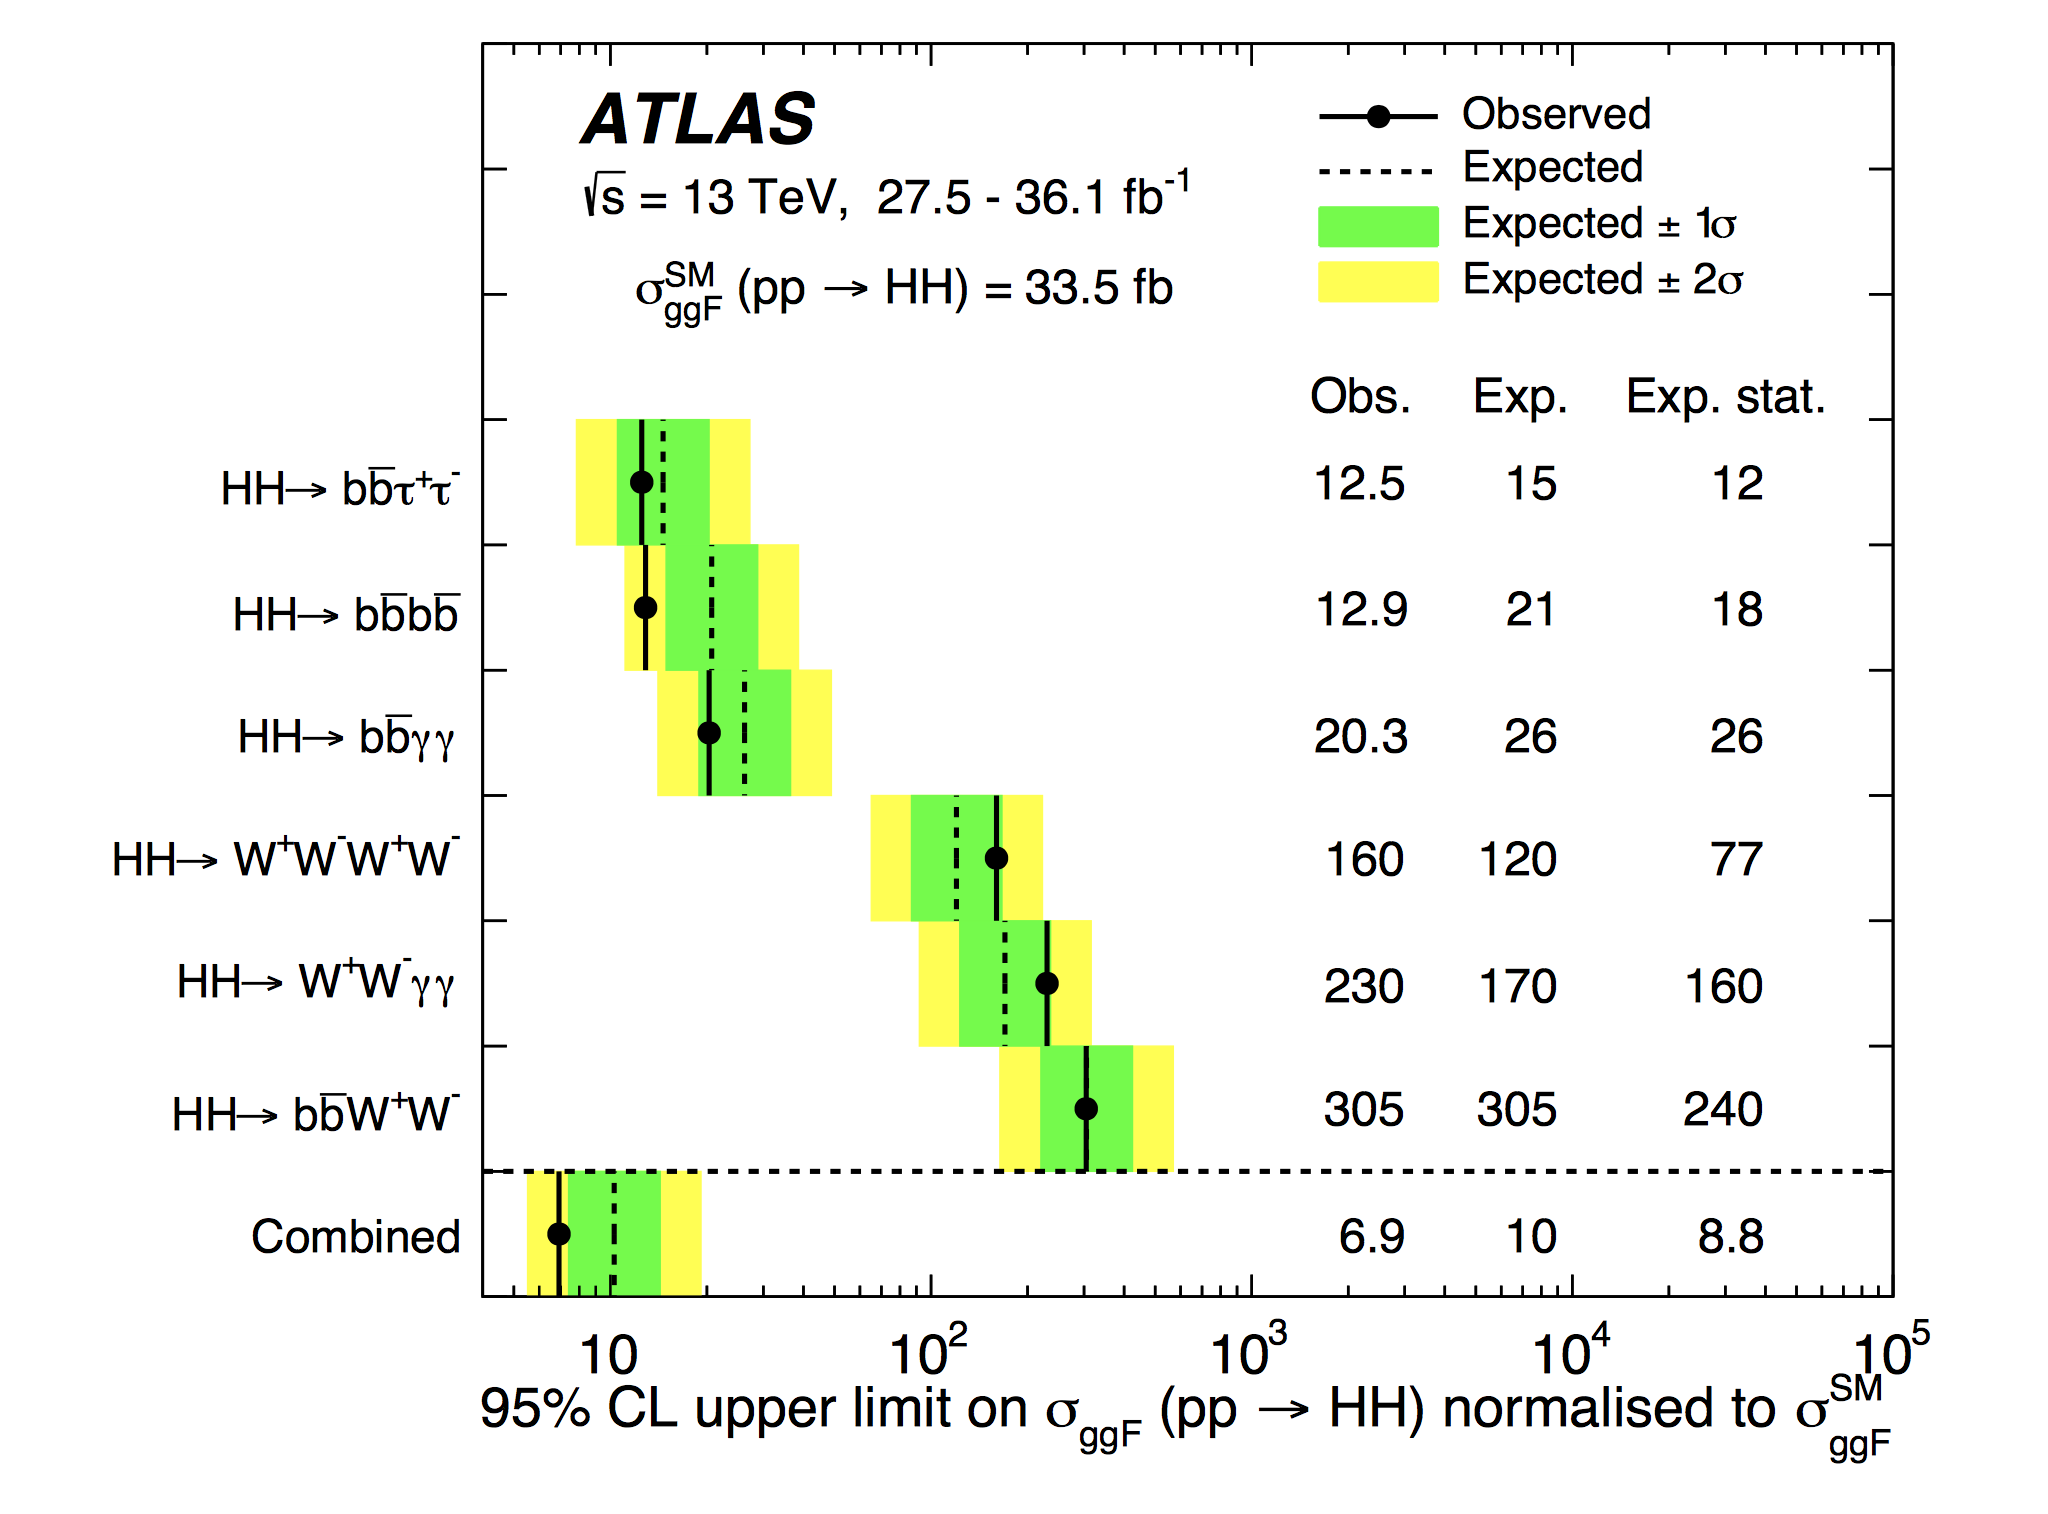 ATLAS
√s = 13 TeV, 27.5 - 36.1 fb⁻¹
σ^SM_ggF (pp → HH) = 33.5 fb
Observed
Expected
Expected ± 1σ
Expected ± 2σ
Obs. Exp. Exp. stat.
HH→ bb̅τ⁺τ⁻ 12.5 15 12
HH→ bb̅bb̅ 12.9 21 18
HH→ bb̅γγ 20.3 26 26
HH→ W⁺W⁻W⁺W⁻ 160 120 77
HH→ W⁺W⁻γγ 230 170 160
HH→ bb̅W⁺W⁻ 305 305 240
Combined 6.9 10 8.8
10 10² 10³ 10⁴ 10⁵
95% CL upper limit on σ_ggF (pp → HH) normalised to σ^SM_ggF